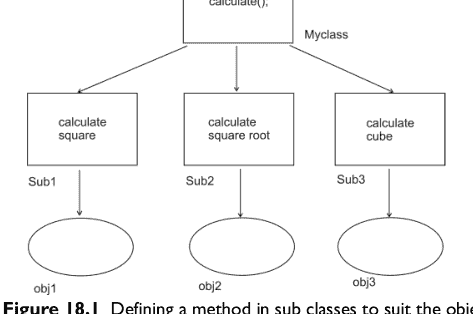 calculate();
Myclass
calculate
square
calculate
square root
calculate
cube
Sub1
Sub2
Sub3
obj1
obj2
obj3
Figure 18.1 Defining a method in sub classes to suit the